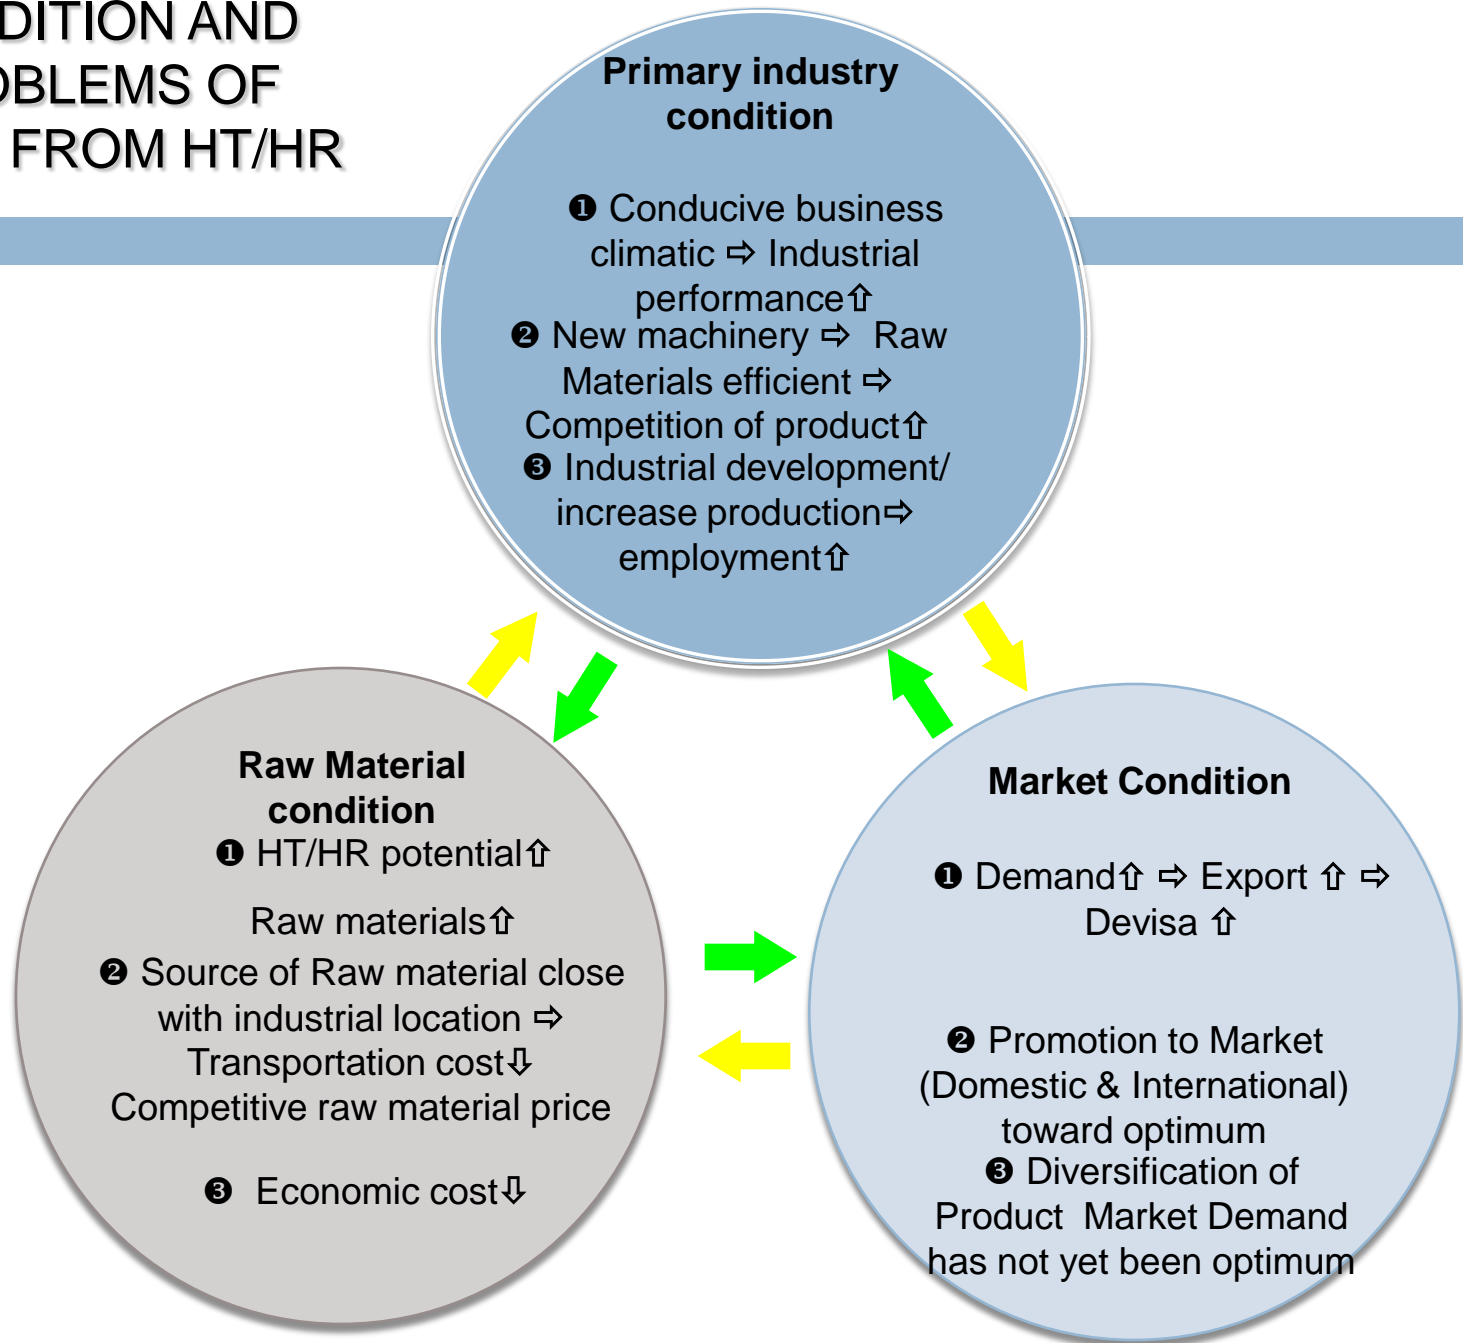 DITION AND
OBLEMS OF
FROM HT/HR
Primary industry
condition
❶ Conducive business
climatic ⇨ Industrial
performance⇧
❷ New machinery ⇨ Raw
Materials efficient ⇨
Competition of product⇧
❸ Industrial development/
increase production⇨
employment⇧
Raw Material
condition
❶ HT/HR potential⇧
Raw materials⇧
❷ Source of Raw material close
with industrial location ⇨
Transportation cost⇩
Competitive raw material price
❸ Economic cost⇩
Market Condition
❶ Demand⇧ ⇨ Export ⇧ ⇨
Devisa ⇧
❷ Promotion to Market
(Domestic & International)
toward optimum
❸ Diversification of
Product Market Demand
has not yet been optimum